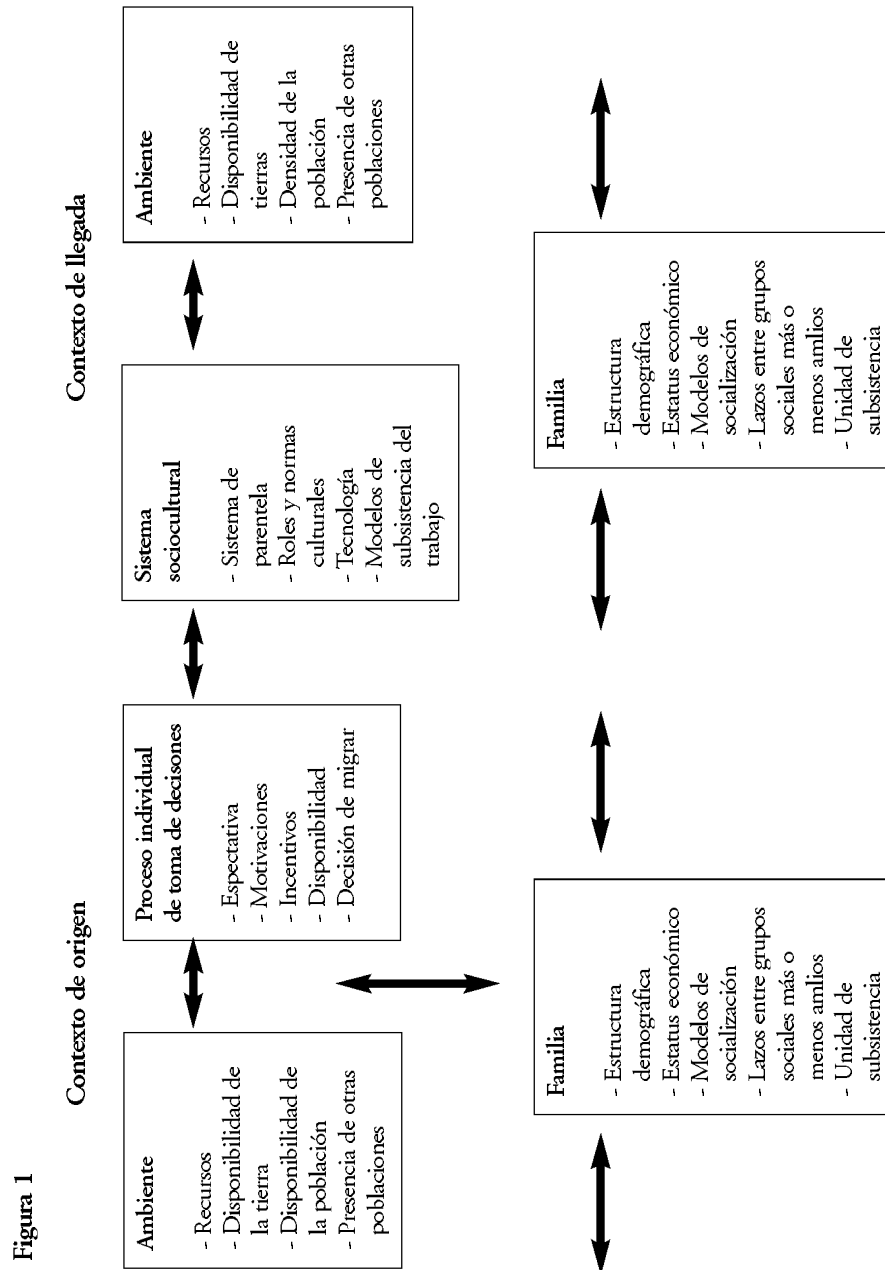 Figura 1
Contexto de origen
Contexto de llegada
Ambiente
- Recursos
- Disponibilidad de
la tierra
- Disponibilidad de
la población
- Presencia de otras
poblaciones
Proceso individual
de toma de decisones
- Espectativa
- Motivaciones
- Incentivos
- Disponibilidad
- Decisión de migrar
Sistema
sociocultural
- Sistema de
parentela
- Roles y normas
culturales
- Tecnología
- Modelos de
subsistencia del
trabajo
Ambiente
- Recursos
- Disponibilidad de
tierras
- Densidad de la
población
- Presencia de otras
poblaciones
Familia
- Estructura
demográfica
- Estatus económico
- Modelos de
socialización
- Lazos entre grupos
sociales más o
menos amlios
- Unidad de
subsistencia
Familia
- Estructura
demográfica
- Estatus económico
- Modelos de
socialización
- Lazos entre grupos
sociales más o
menos amlios
- Unidad de
subsistencia